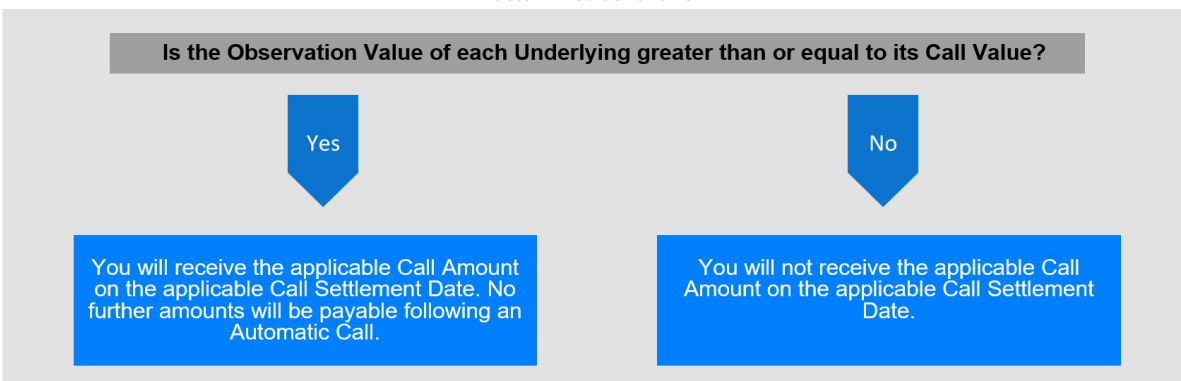 Is the Observation Value of each Underlying greater than or equal to its Call Value?
Yes
No
You will receive the applicable Call Amount
on the applicable Call Settlement Date. No
further amounts will be payable following an
Automatic Call.
You will not receive the applicable Call
Amount on the applicable Call Settlement
Date.